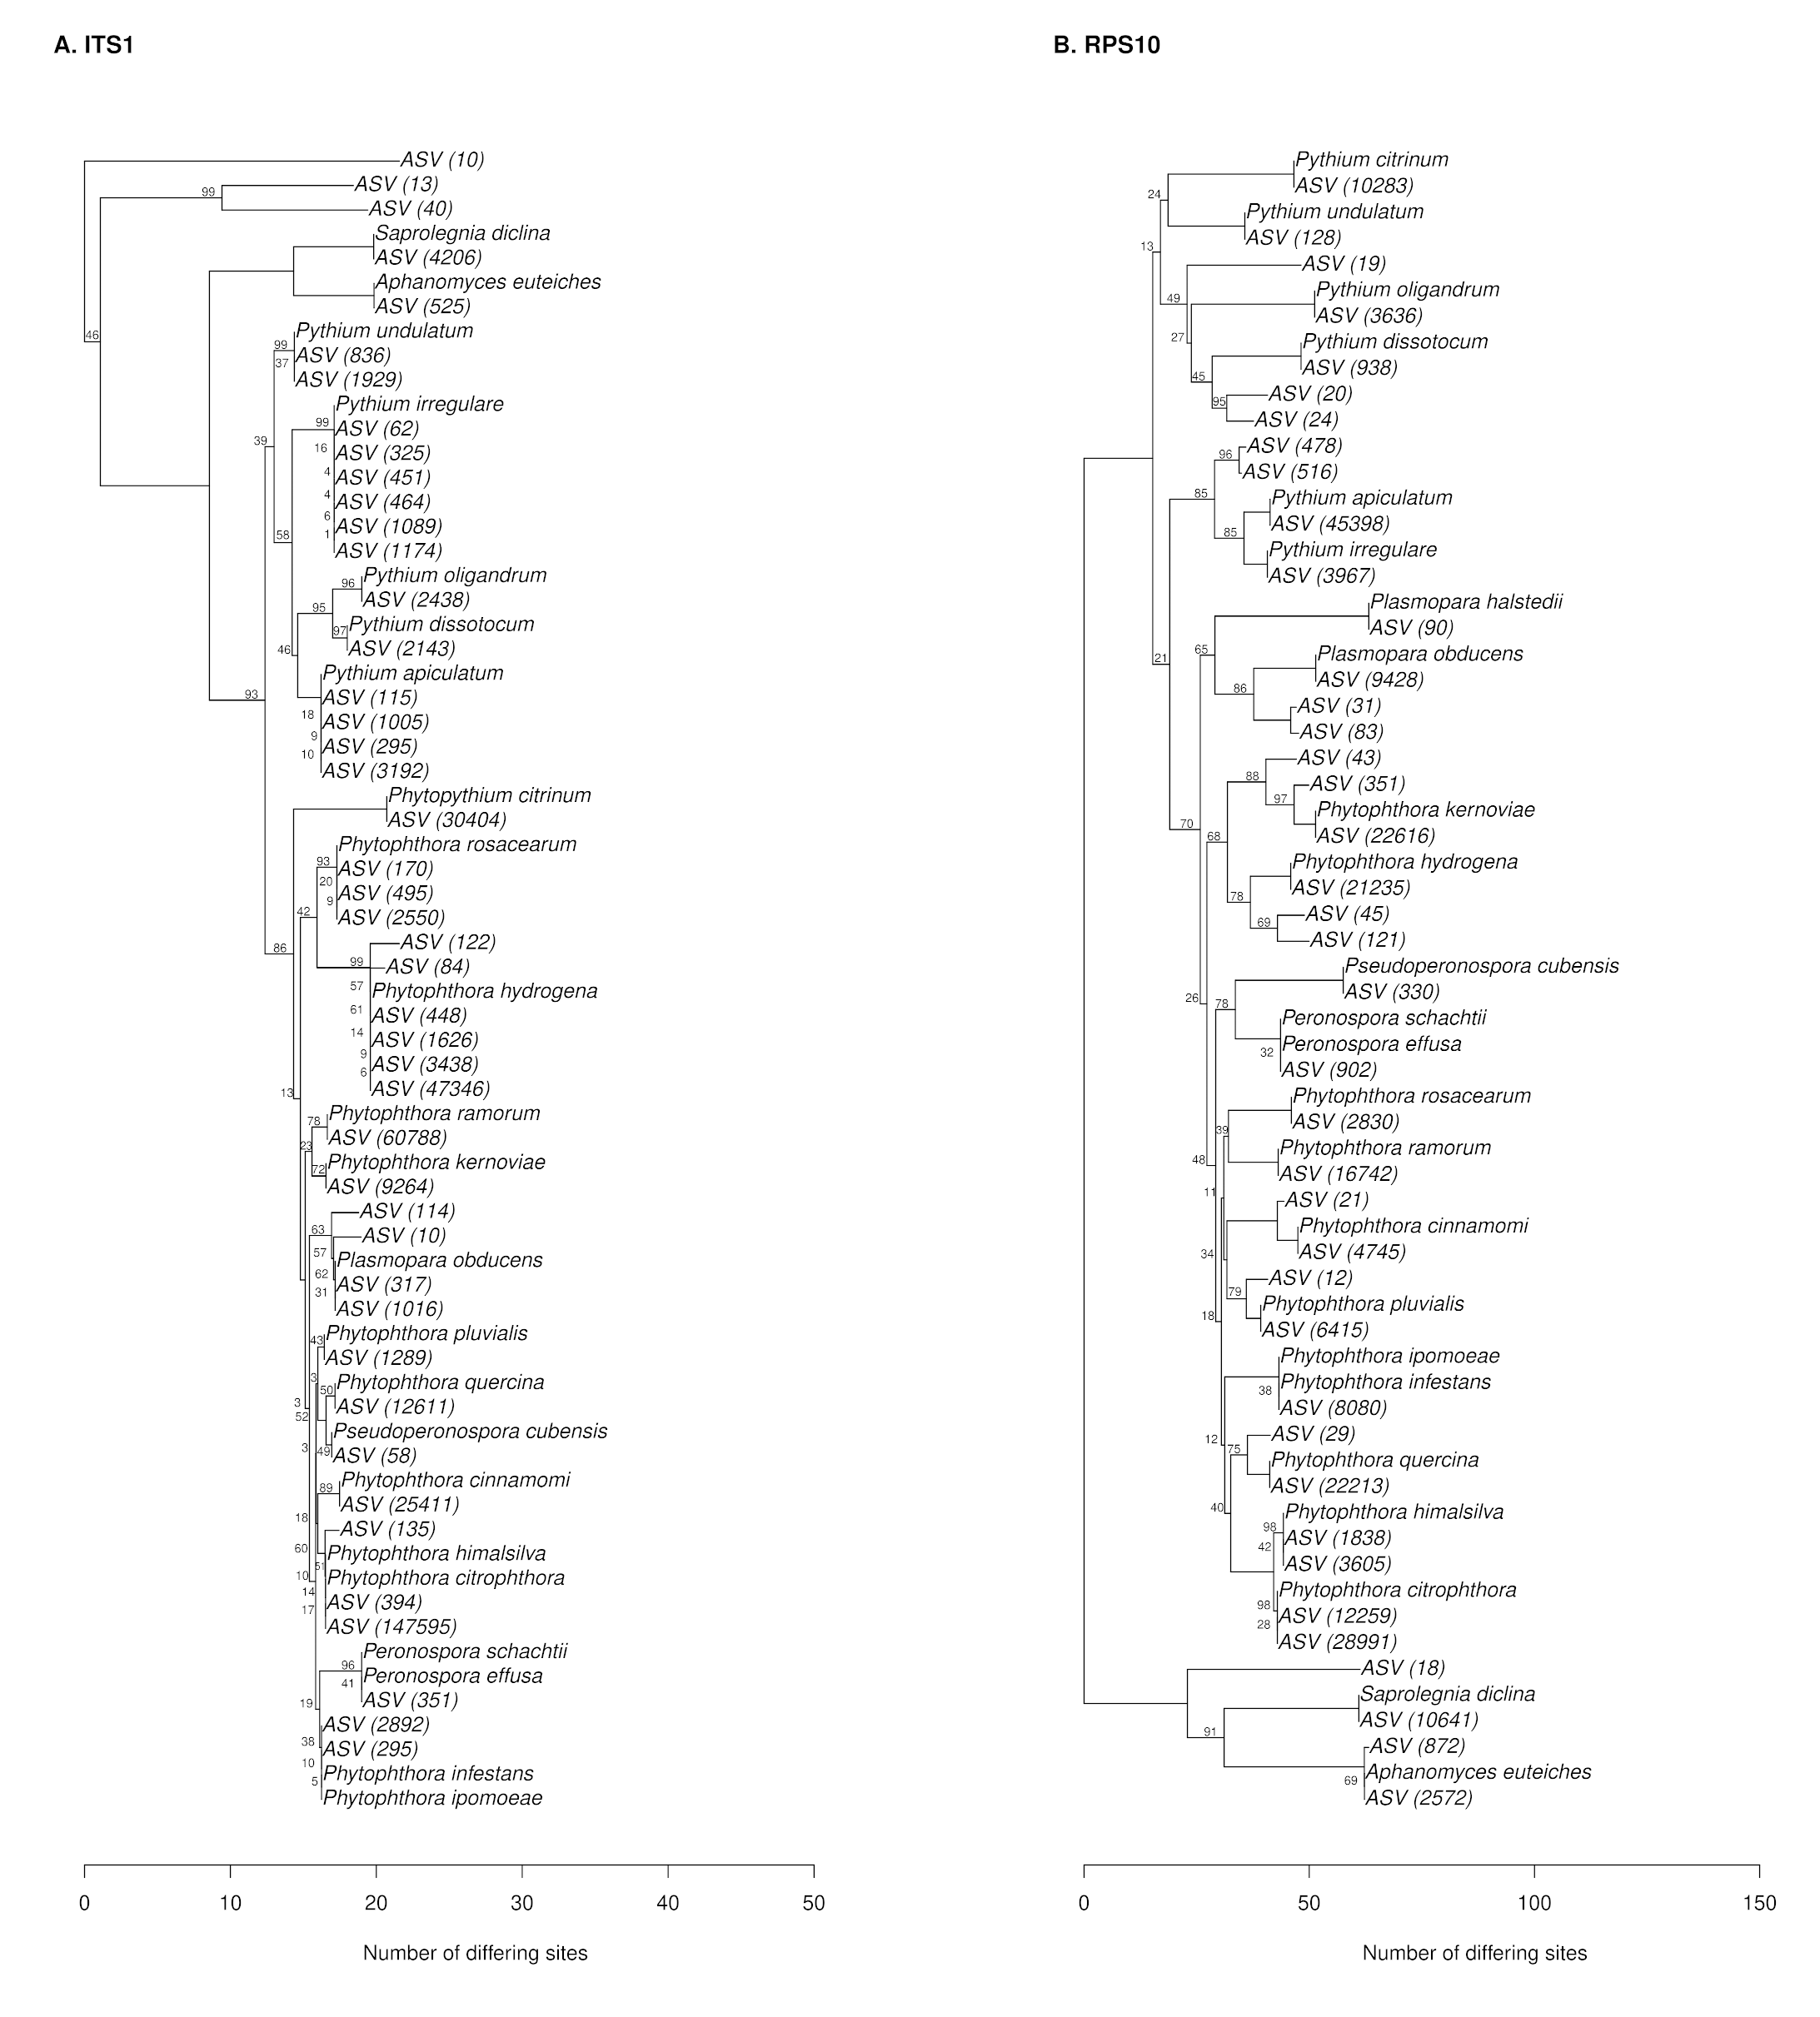 A. ITS1
ASV (10)
99
ASV (13)
ASV (40)
Saprolegnia diclina
ASV (4206)
Aphanomyces euteiches
ASV (525)
46
Pythium undulatum
99
ASV (836)
37
ASV (1929)
Pythium irregulare
99
ASV (62)
39
16
ASV (325)
4
ASV (451)
4
ASV (464)
6
ASV (1089)
58
1
ASV (1174)
Pythium oligandrum
96
ASV (2438)
95
Pythium dissotocum
97
ASV (2143)
46
Pythium apiculatum
93
ASV (115)
18
ASV (1005)
9
ASV (295)
10
ASV (3192)
Phytopythium citrinum
ASV (30404)
Phytophthora rosacearum
93
ASV (170)
20
ASV (495)
9
42
ASV (2550)
86
ASV (122)
99
ASV (84)
57
Phytophthora hydrogena
61
ASV (448)
14
ASV (1626)
9
ASV (3438)
6
ASV (47346)
13
Phytophthora ramorum
78
ASV (60788)
23
Phytophthora kernoviae
72
ASV (9264)
ASV (114)
63
ASV (10)
57
Plasmopara obducens
62
ASV (317)
31
ASV (1016)
Phytophthora pluvialis
43
ASV (1289)
3
Phytophthora quercina
50
ASV (12611)
3
52
Pseudoperonospora cubensis
3
49
ASV (58)
Phytophthora cinnamomi
89
ASV (25411)
18
ASV (135)
60
Phytophthora himalsilva
51
10
Phytophthora citrophthora
14
ASV (394)
17
ASV (147595)
Peronospora schachtii
96
Peronospora effusa
41
ASV (351)
19
ASV (2892)
38
ASV (295)
10
Phytophthora infestans
5
Phytophthora ipomoeae
0 10 20 30 40 50
Number of differing sites
B. RPS10
Pythium citrinum
24
ASV (10283)
Pythium undulatum
13
ASV (128)
ASV (19)
49
Pythium oligandrum
ASV (3636)
27
Pythium dissotocum
ASV (938)
45
ASV (20)
95
ASV (24)
96
ASV (478)
ASV (516)
85
Pythium apiculatum
ASV (45398)
85
Pythium irregulare
ASV (3967)
Plasmopara halstedii
ASV (90)
21
65
Plasmopara obducens
86
ASV (9428)
ASV (31)
ASV (83)
ASV (43)
88
ASV (351)
97
Phytophthora kernoviae
70
68
ASV (22616)
Phytophthora hydrogena
78
ASV (21235)
69
ASV (45)
ASV (121)
Pseudoperonospora cubensis
26
78
ASV (330)
Peronospora schachtii
Peronospora effusa
32
ASV (902)
Phytophthora rosacearum
39
ASV (2830)
48
Phytophthora ramorum
ASV (16742)
11
ASV (21)
Phytophthora cinnamomi
34
ASV (4745)
79
ASV (12)
18
Phytophthora pluvialis
ASV (6415)
Phytophthora ipomoeae
38
Phytophthora infestans
ASV (8080)
12
75
ASV (29)
Phytophthora quercina
ASV (22213)
40
Phytophthora himalsilva
98
ASV (1838)
42
ASV (3605)
Phytophthora citrophthora
98
ASV (12259)
28
ASV (28991)
ASV (18)
Saprolegnia diclina
91
ASV (10641)
ASV (872)
Aphanomyces euteiches
69
ASV (2572)
0 50 100 150
Number of differing sites